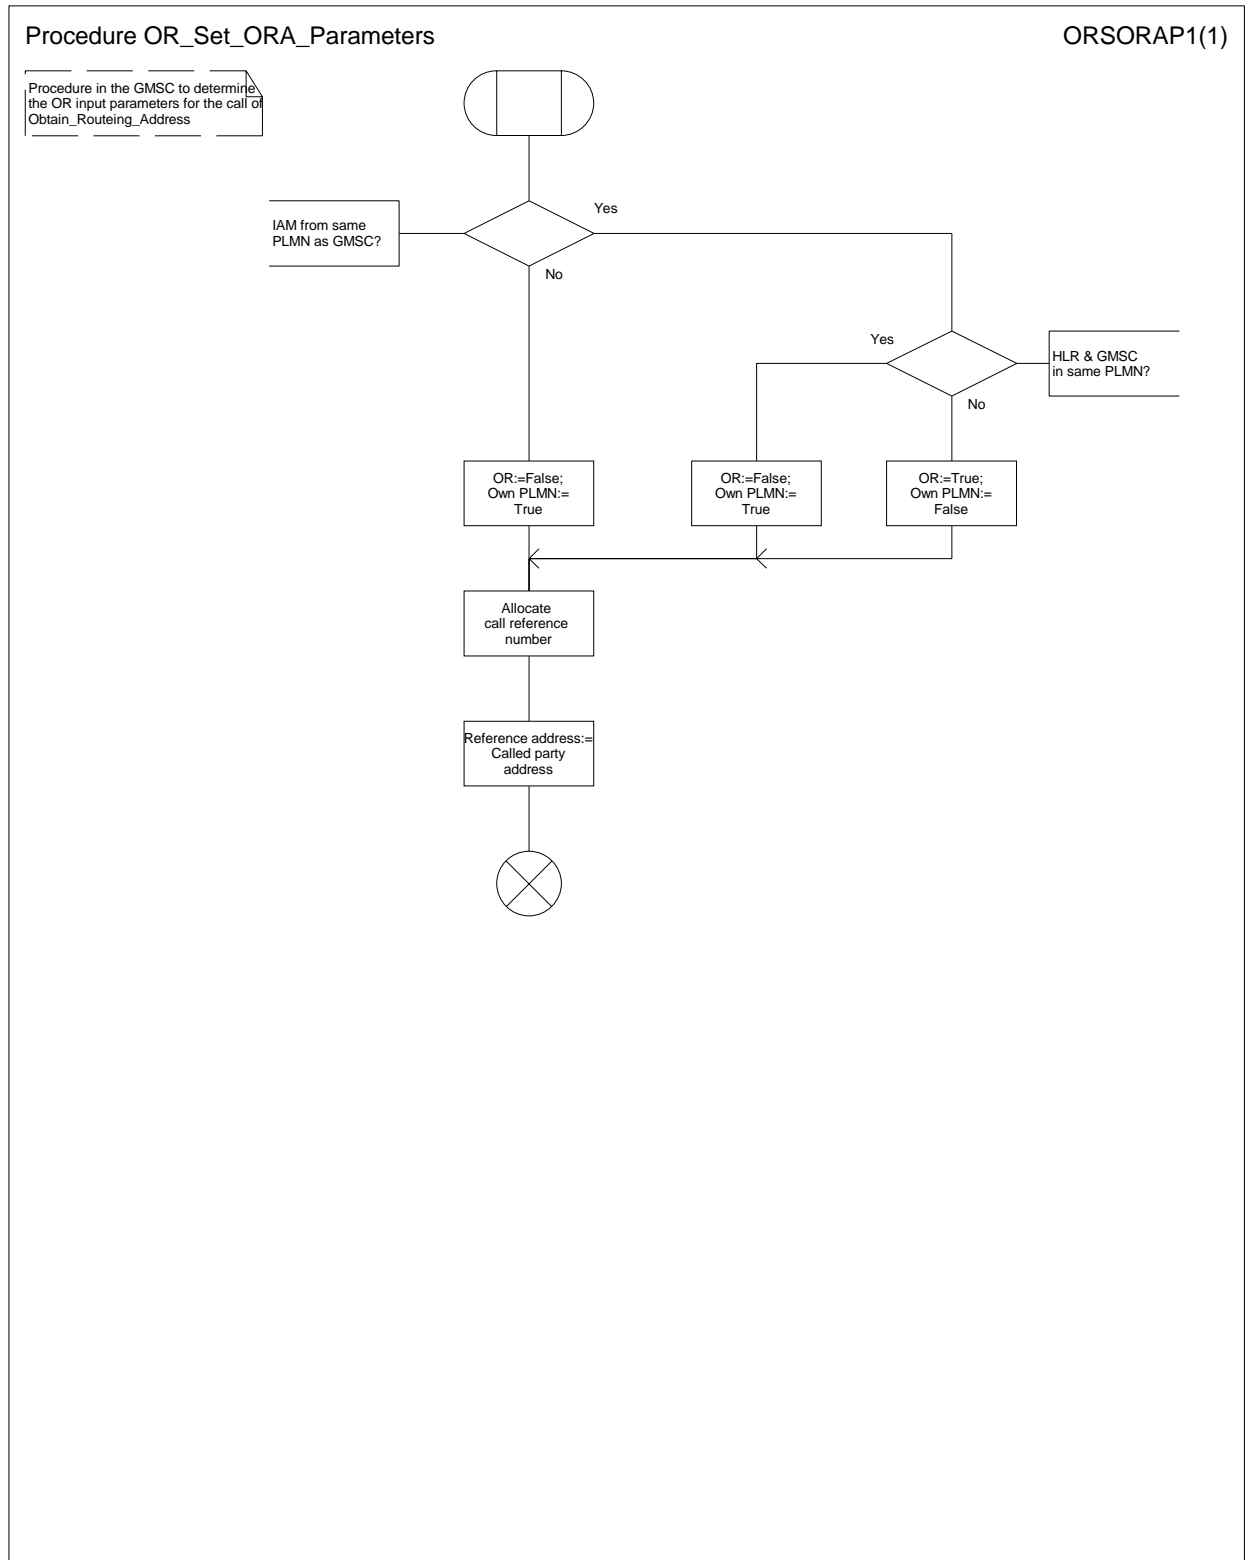 Procedure OR_Set_ORA_Parameters
ORSORAP1(1)
Procedure in the GMSC to determine
the OR input parameters for the call of
Obtain_Routeing_Address
IAM from same
PLMN as GMSC?
Yes
No
Yes
HLR & GMSC
in same PLMN?
No
OR:=False;
Own PLMN:=
True
OR:=False;
Own PLMN:=
True
OR:=True;
Own PLMN:=
False
Allocate
call reference
number
Reference address:=
Called party
address